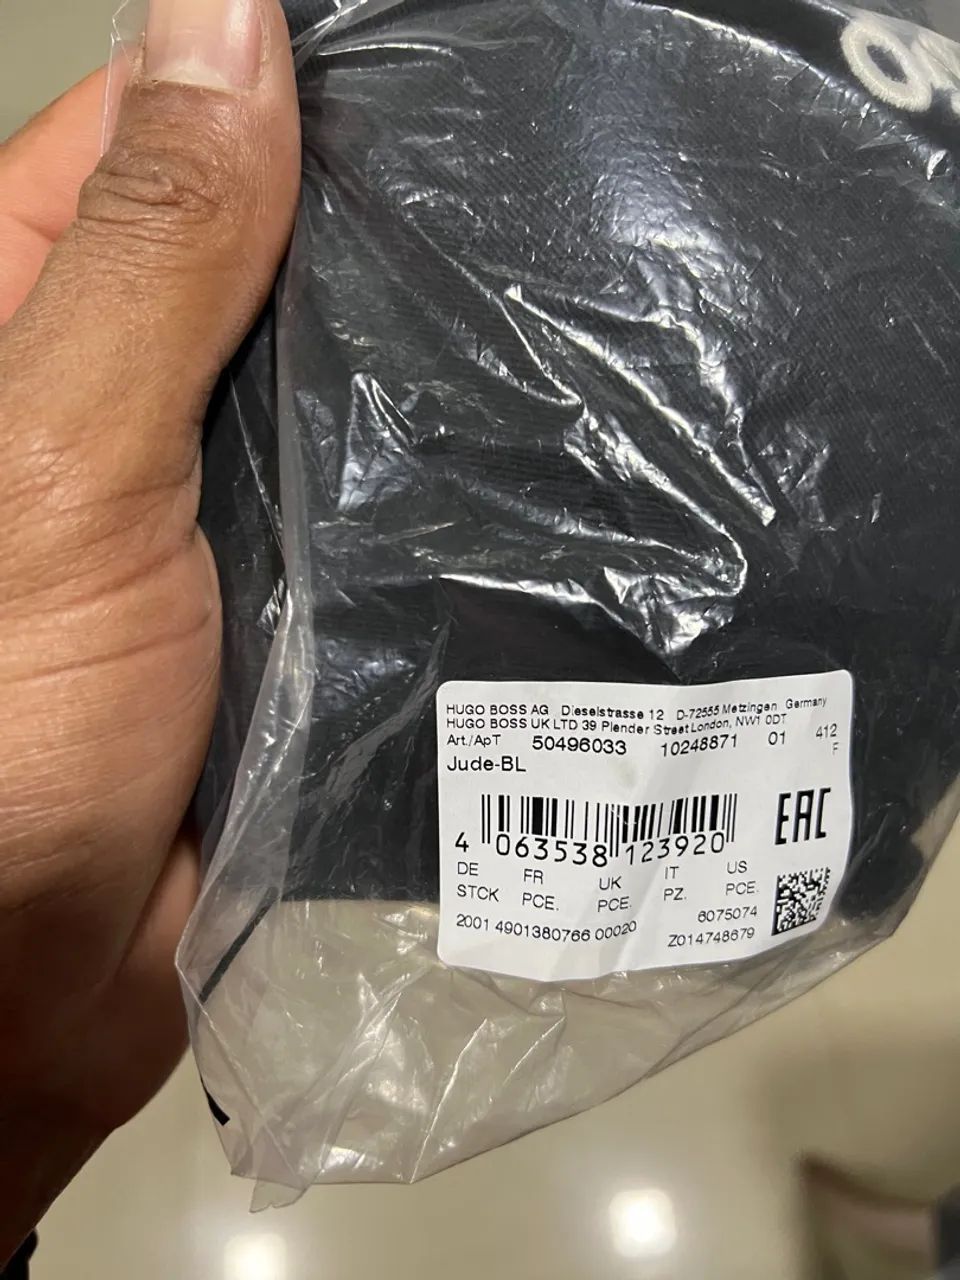 HUGO BOSS AG Dieselstrasse 12 D-72555 Metzingen Germany
HUGO BOSS UK LTD 39 Plender Street London, NW1 0DT
Art./ApT 50496033 10248871 01 412
F
Jude-BL
EAC
4 063538 123920
DE FR UK IT US
STCK PCE. PCE. PZ. PCE.
2001 4901380766 00020 6075074
Z014748679